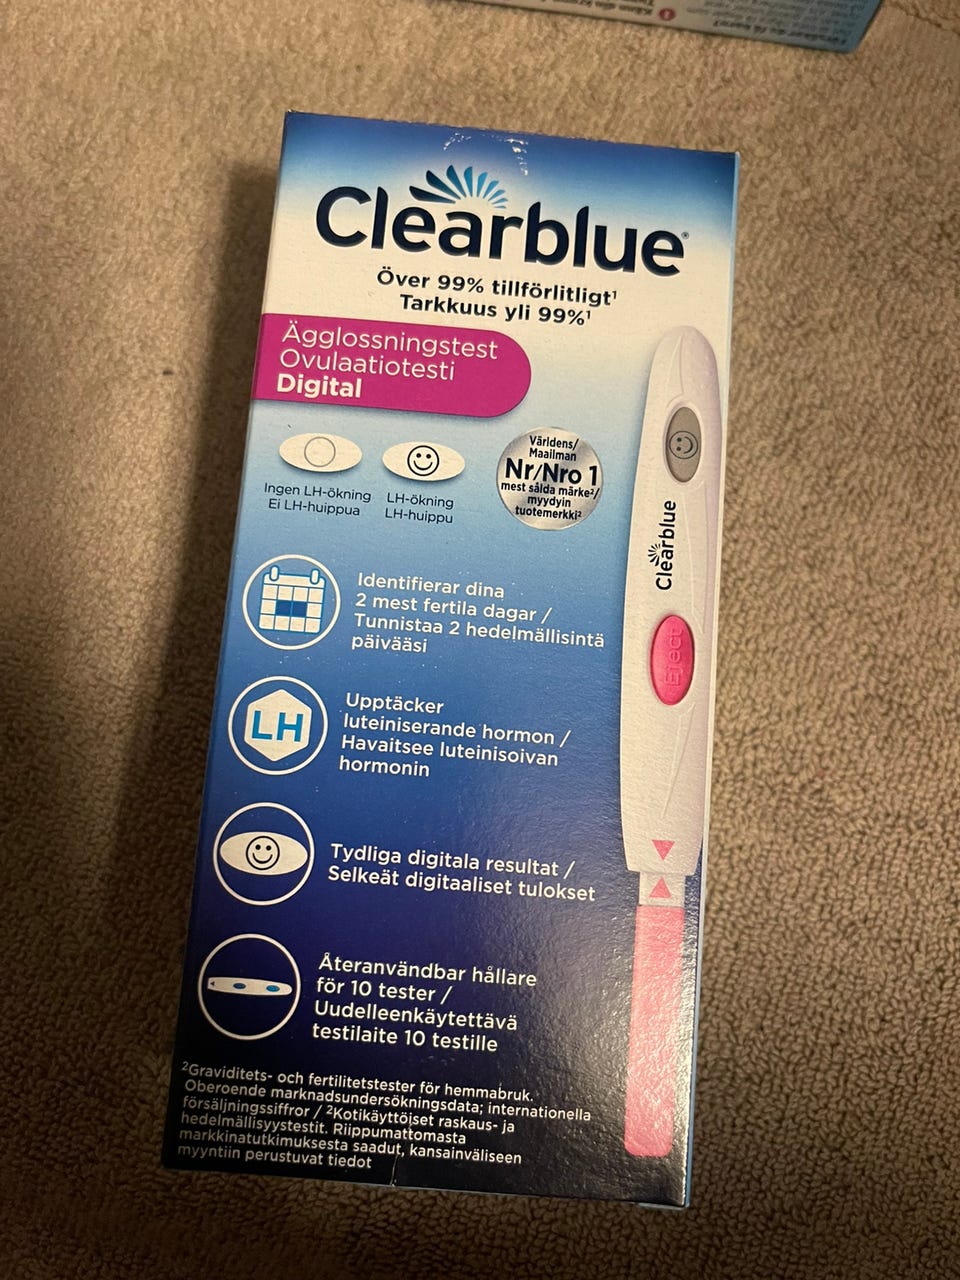 Clearblue®
Över 99% tillförlitligt¹
Tarkkuus yli 99%¹
Ägglossningstest
Ovulaatiotesti
Digital
Ingen LH-ökning
Ei LH-huippua
LH-ökning
LH-huippu
Världens/
Maailman
Nr/Nro 1
mest sålda märke²/
myydyin
tuotemerkki²
Clearblue
Eject
Identifierar dina
2 mest fertila dagar /
Tunnistaa 2 hedelmällisintä
päivääsi
LH
Upptäcker
luteiniserande hormon /
Havaitsee luteinisoivan
hormonin
Tydliga digitala resultat /
Selkeät digitaaliset tulokset
Återanvändbar hållare
för 10 tester /
Uudelleenkäytettävä
testilaite 10 testille
²Graviditets- och fertilitetstester för hemmabruk.
Oberoende marknadsundersökningsdata; internationella
försäljningssiffror / ²Kotikäyttöiset raskaus- ja
hedelmällisyystestit. Riippumattomasta
markkinatutkimuksesta saadut, kansainväliseen
myyntiin perustuvat tiedot